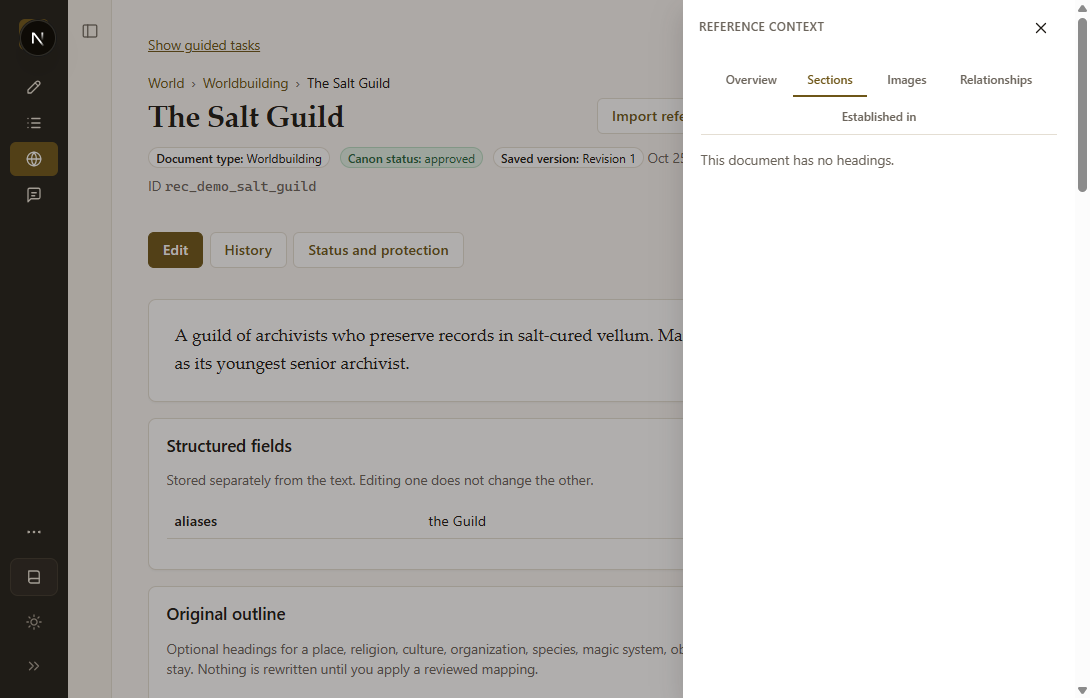 N
Show guided tasks
World › Worldbuilding › The Salt Guild
The Salt Guild
Import refe
Document type: Worldbuilding
Canon status: approved
Saved version: Revision 1
Oct 25
ID rec_demo_salt_guild
Edit
History
Status and protection
A guild of archivists who preserve records in salt-cured vellum. Ma
as its youngest senior archivist.
Structured fields
Stored separately from the text. Editing one does not change the other.
aliases the Guild
Original outline
Optional headings for a place, religion, culture, organization, species, magic system, ob
stay. Nothing is rewritten until you apply a reviewed mapping.
REFERENCE CONTEXT
Overview Sections Images Relationships
Established in
This document has no headings.